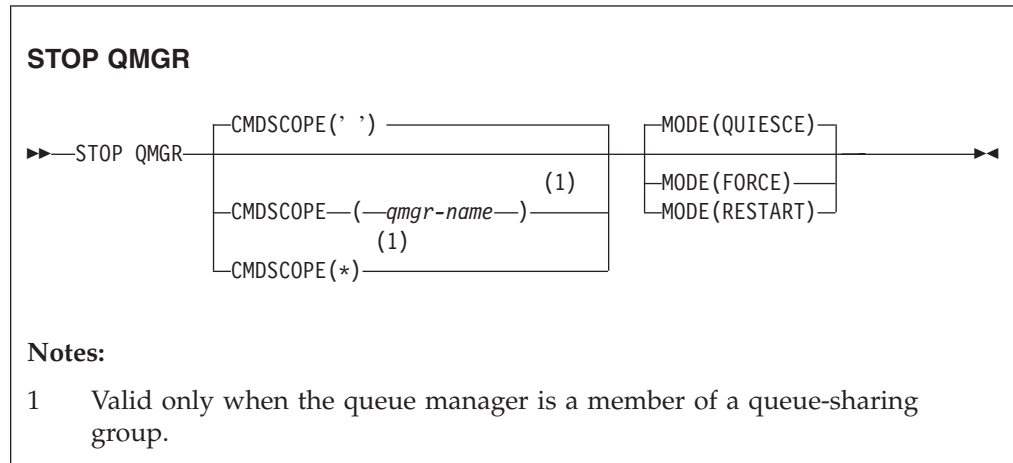 STOP QMGR
CMDSCOPE(’ ’) MODE(QUIESCE)
STOP QMGR
(1) MODE(FORCE)
CMDSCOPE ( qmgr-name ) MODE(RESTART)
(1)
CMDSCOPE(*)
Notes:
1 Valid only when the queue manager is a member of a queue-sharing
group.